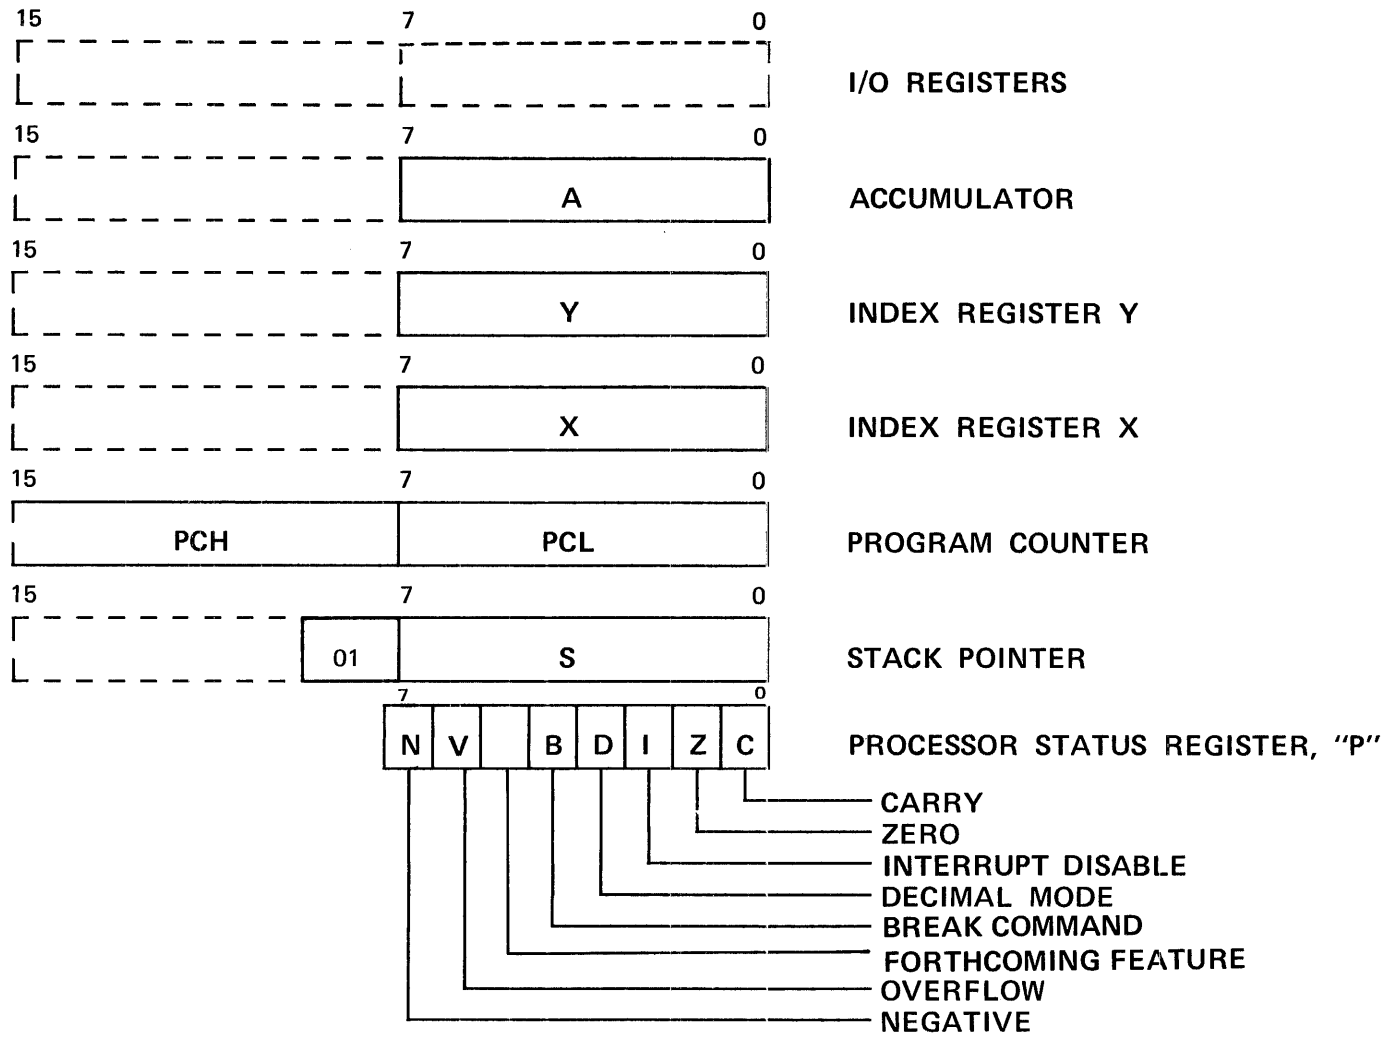 15 7 0
I/O REGISTERS
15 7 0
A ACCUMULATOR
15 7 0
Y INDEX REGISTER Y
15 7 0
X INDEX REGISTER X
15 7 0
PCH PCL PROGRAM COUNTER
15 7 0
01 S STACK POINTER
7 0
N V B D I Z C PROCESSOR STATUS REGISTER, "P"
CARRY
ZERO
INTERRUPT DISABLE
DECIMAL MODE
BREAK COMMAND
FORTHCOMING FEATURE
OVERFLOW
NEGATIVE